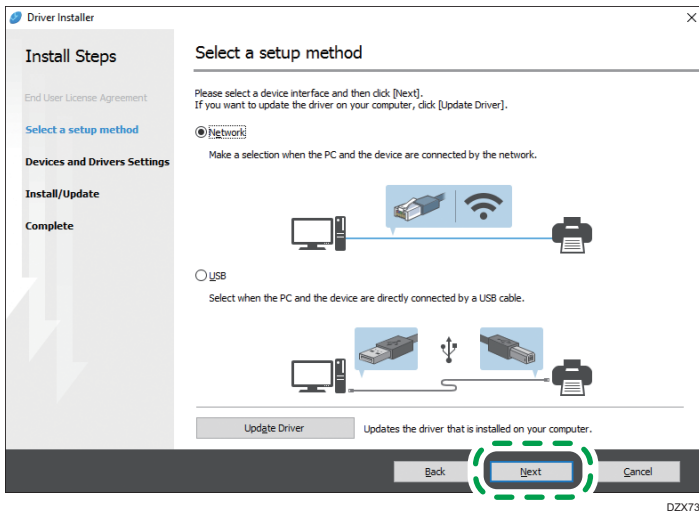 Driver Installer
Install Steps
End User License Agreement
Select a setup method
Devices and Drivers Settings
Install/Update
Complete
Select a setup method
Please select a device interface and then click [Next].
If you want to update the driver on your computer, click [Update Driver].
Network
Make a selection when the PC and the device are connected by the network.
USB
Select when the PC and the device are directly connected by a USB cable.
Update Driver
Updates the driver that is installed on your computer.
Back
Next
Cancel
DZX73